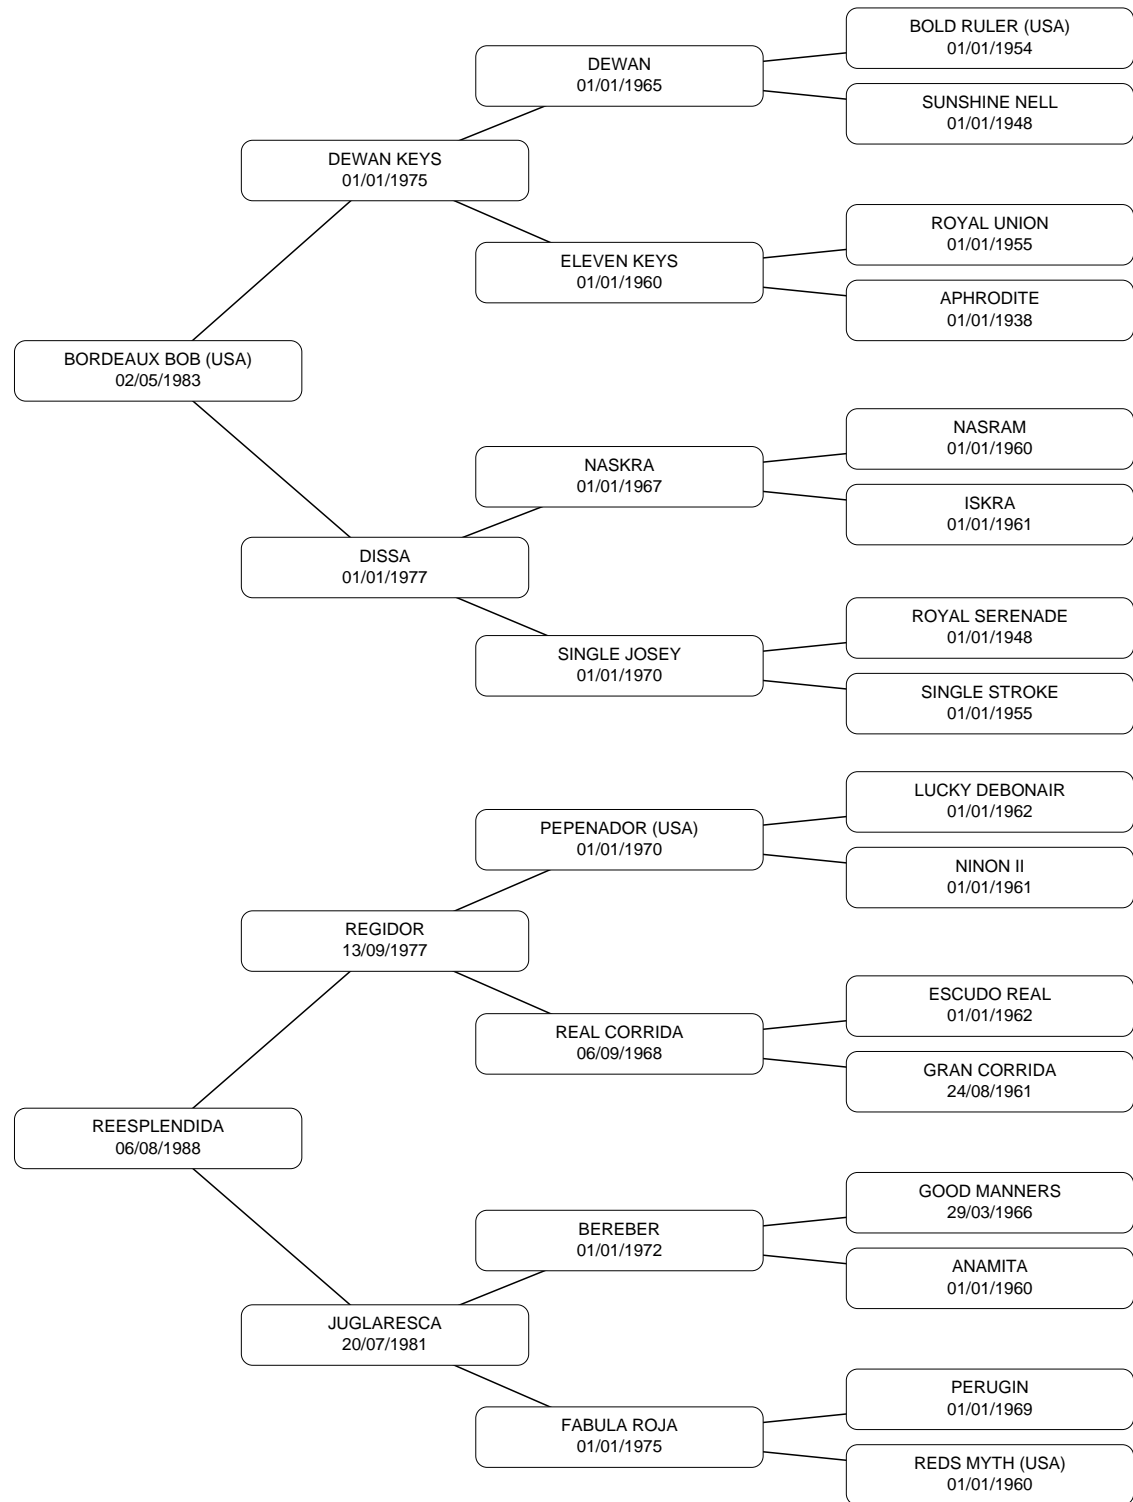 BOLD RULER (USA)
01/01/1954
DEWAN
01/01/1965
SUNSHINE NELL
01/01/1948
DEWAN KEYS
01/01/1975
ROYAL UNION
01/01/1955
ELEVEN KEYS
01/01/1960
APHRODITE
01/01/1938
BORDEAUX BOB (USA)
02/05/1983
NASRAM
01/01/1960
NASKRA
01/01/1967
ISKRA
01/01/1961
DISSA
01/01/1977
ROYAL SERENADE
01/01/1948
SINGLE JOSEY
01/01/1970
SINGLE STROKE
01/01/1955
LUCKY DEBONAIR
01/01/1962
PEPENADOR (USA)
01/01/1970
NINON II
01/01/1961
REGIDOR
13/09/1977
ESCUDO REAL
01/01/1962
REAL CORRIDA
06/09/1968
GRAN CORRIDA
24/08/1961
REESPLENDIDA
06/08/1988
GOOD MANNERS
29/03/1966
BEREBER
01/01/1972
ANAMITA
01/01/1960
JUGLARESCA
20/07/1981
PERUGIN
01/01/1969
FABULA ROJA
01/01/1975
REDS MYTH (USA)
01/01/1960